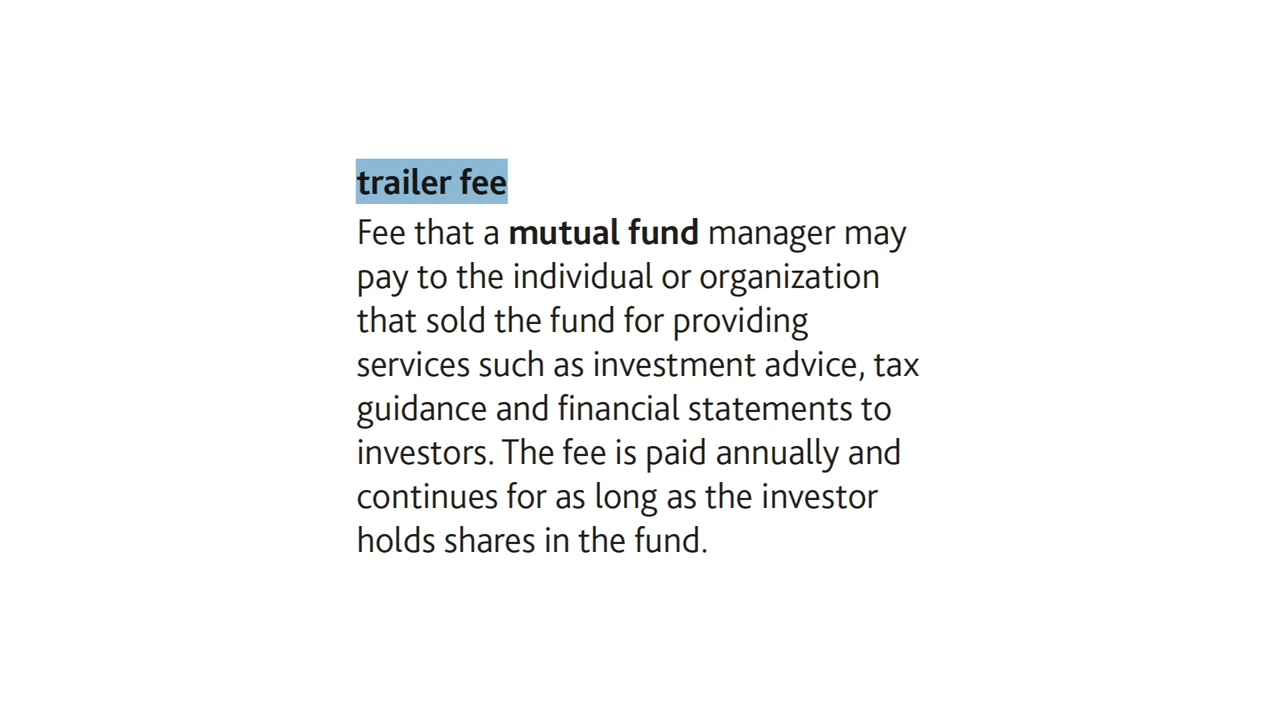 trailer fee
Fee that a mutual fund manager may
pay to the individual or organization
that sold the fund for providing
services such as investment advice, tax
guidance and financial statements to
investors. The fee is paid annually and
continues for as long as the investor
holds shares in the fund.